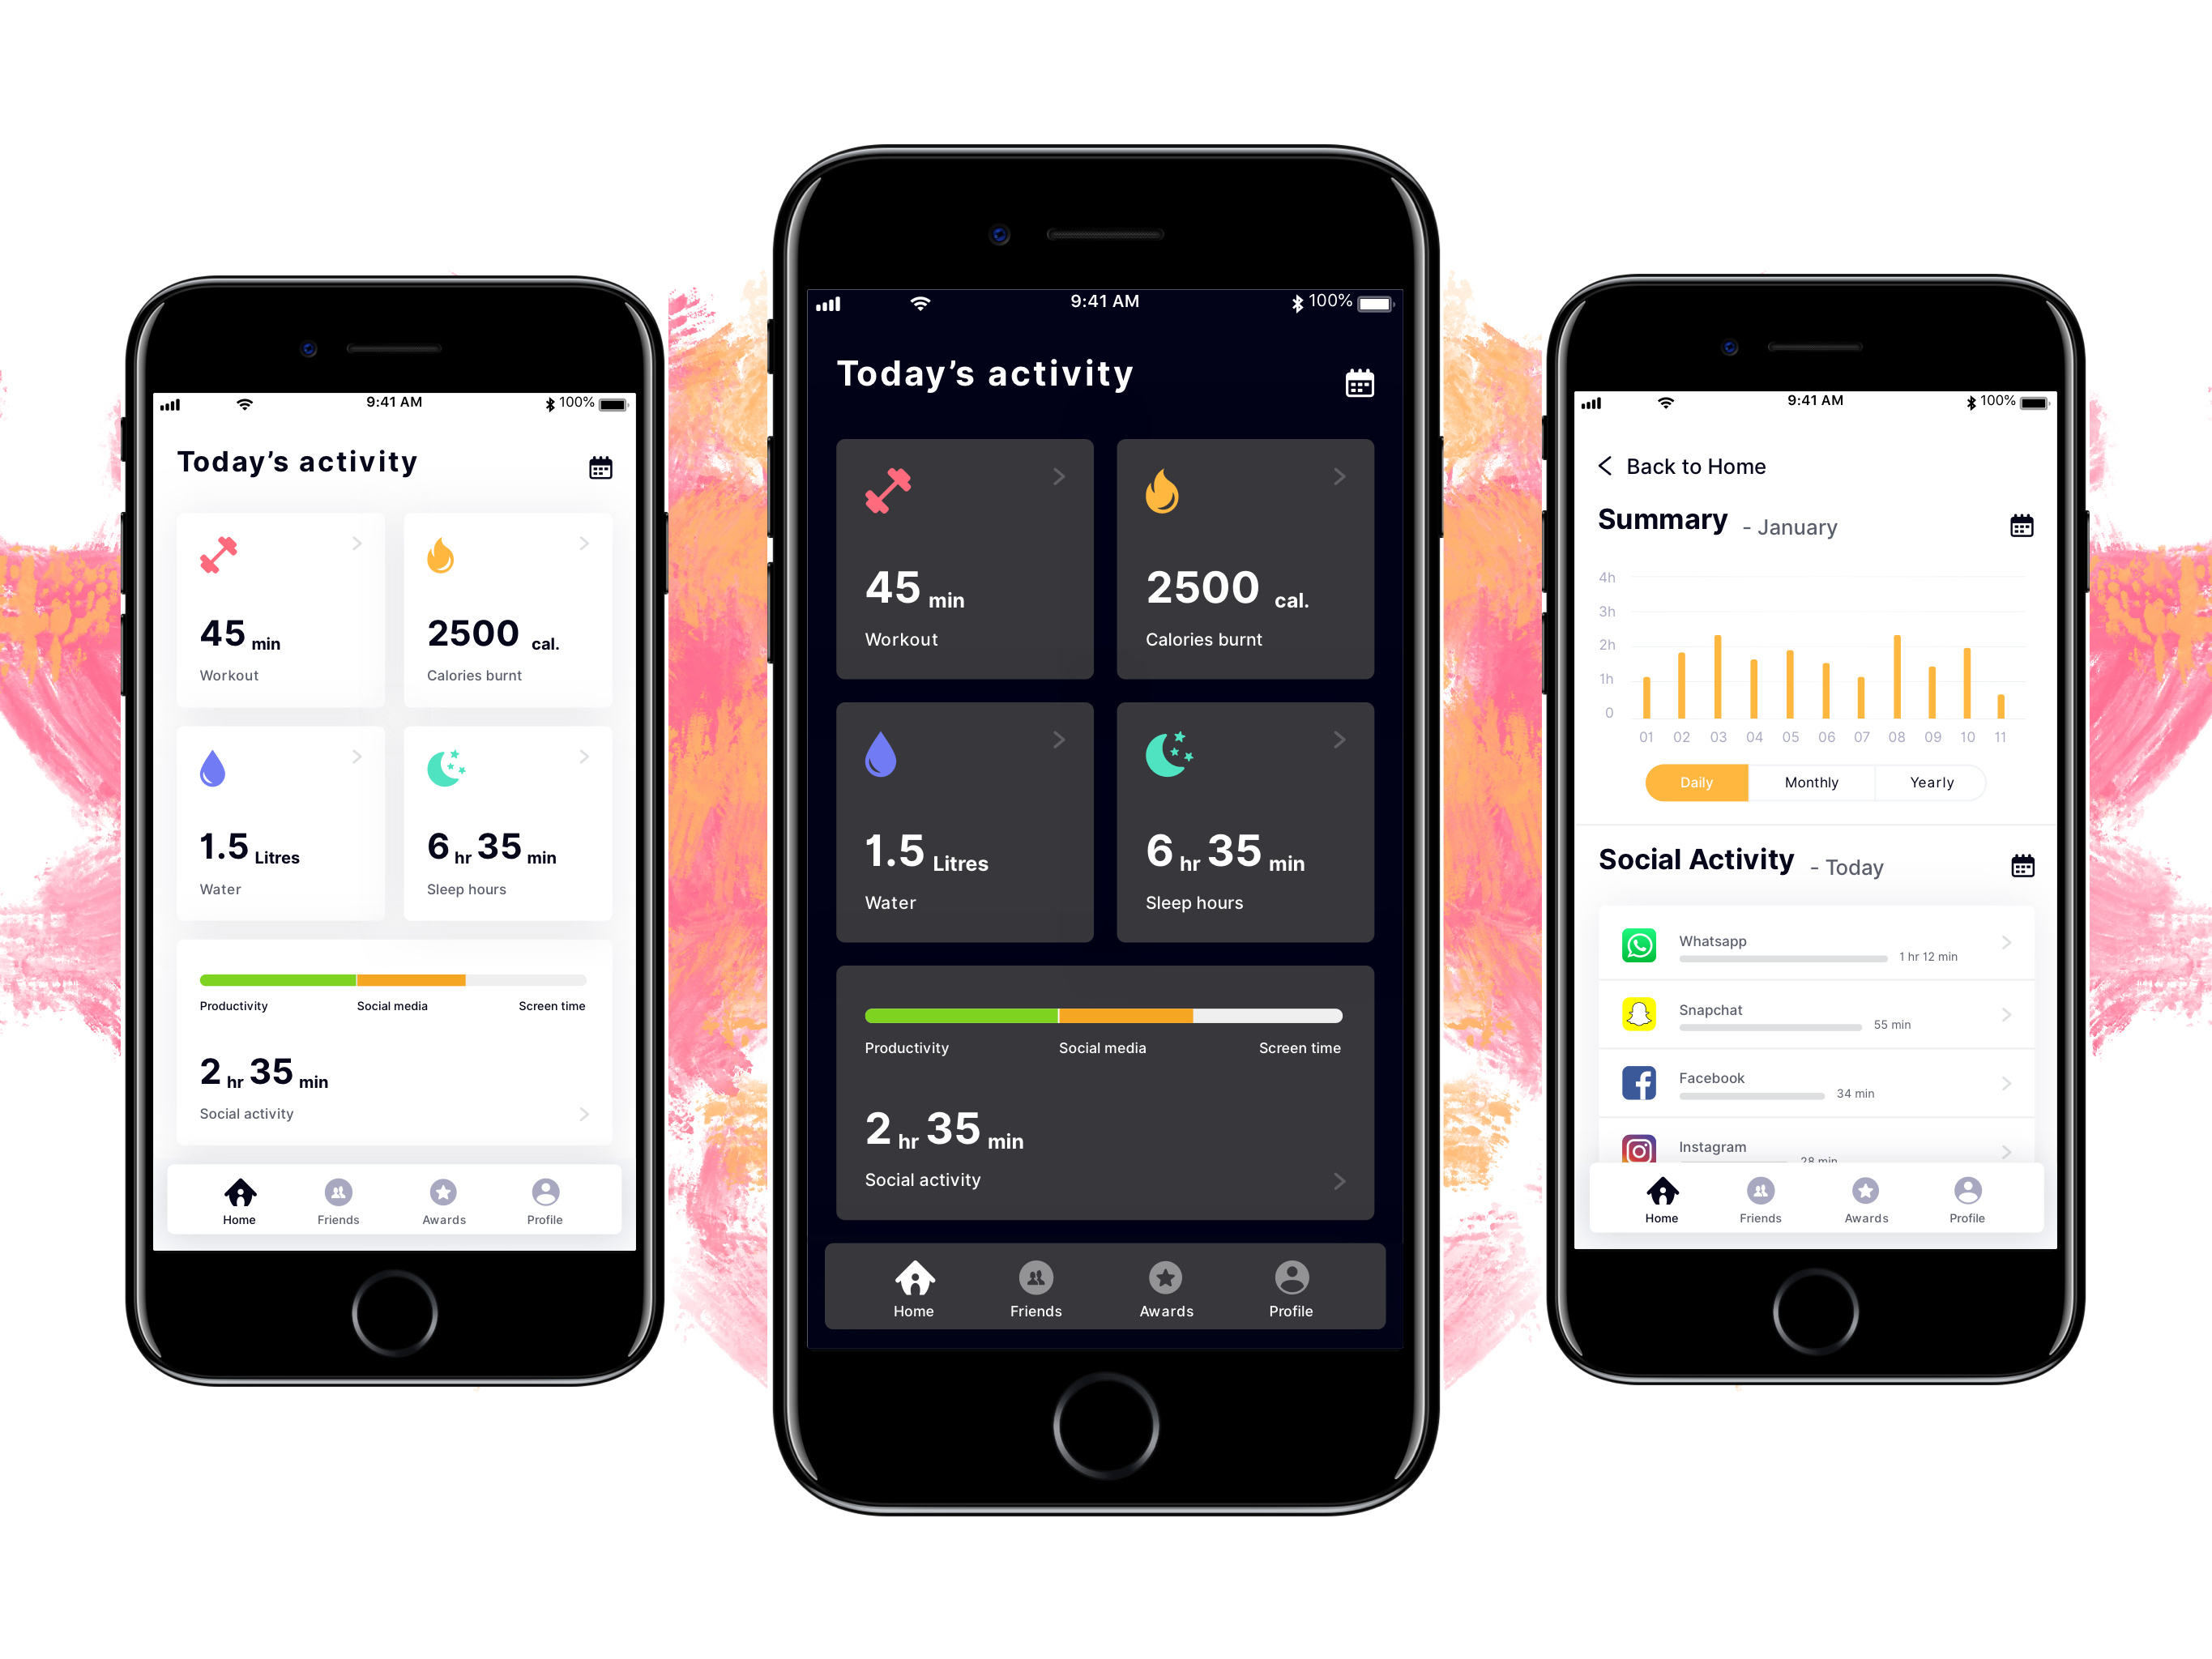 9:41 AM
100%
Today's activity
45 min
Workout
2500 cal.
Calories burnt
1.5 Litres
Water
6 hr 35 min
Sleep hours
Productivity
Social media
Screen time
2 hr 35 min
Social activity
Home
Friends
Awards
Profile
9:41 AM
100%
Today's activity
45 min
Workout
2500 cal.
Calories burnt
1.5 Litres
Water
6 hr 35 min
Sleep hours
Productivity
Social media
Screen time
2 hr 35 min
Social activity
Home
Friends
Awards
Profile
9:41 AM
100%
Back to Home
Summary - January
4h
3h
2h
1h
0
01 02 03 04 05 06 07 08 09 10 11
Daily
Monthly
Yearly
Social Activity - Today
Whatsapp
1 hr 12 min
Snapchat
55 min
Facebook
34 min
Instagram
28 min
Home
Friends
Awards
Profile